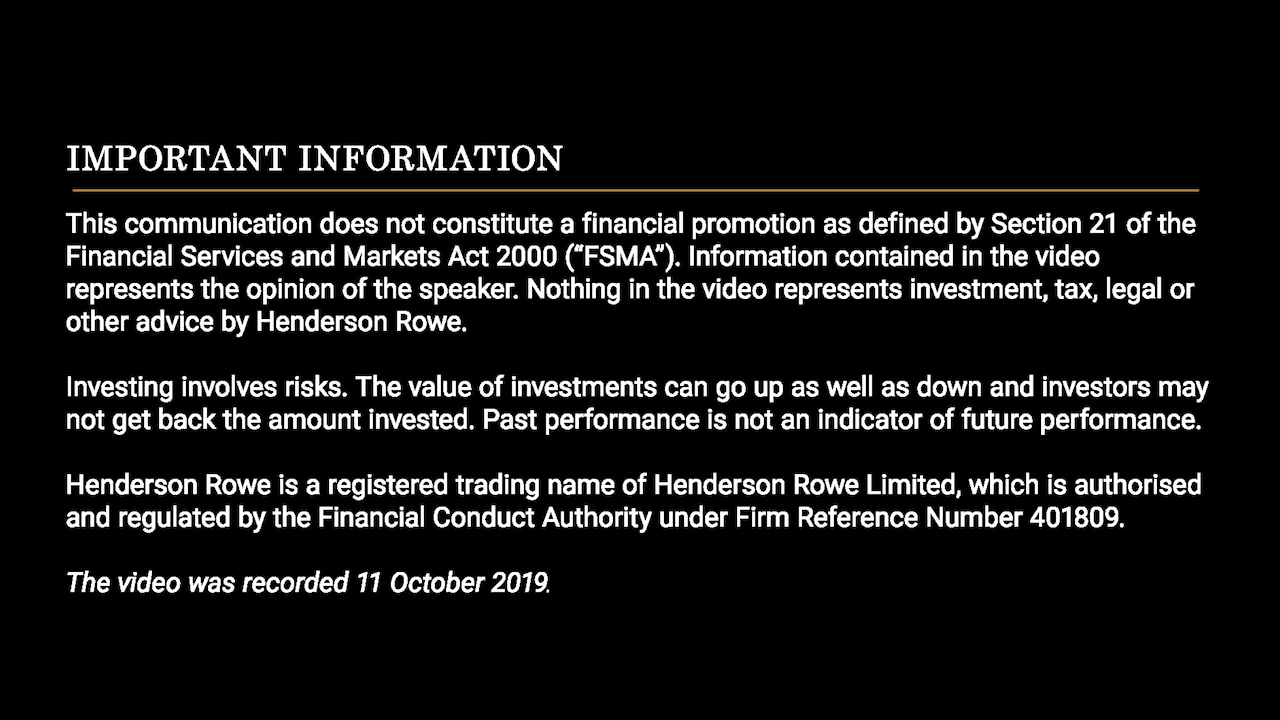 IMPORTANT INFORMATION
This communication does not constitute a financial promotion as defined by Section 21 of the
Financial Services and Markets Act 2000 (“FSMA”). Information contained in the video
represents the opinion of the speaker. Nothing in the video represents investment, tax, legal or
other advice by Henderson Rowe.
Investing involves risks. The value of investments can go up as well as down and investors may
not get back the amount invested. Past performance is not an indicator of future performance.
Henderson Rowe is a registered trading name of Henderson Rowe Limited, which is authorised
and regulated by the Financial Conduct Authority under Firm Reference Number 401809.
The video was recorded 11 October 2019.